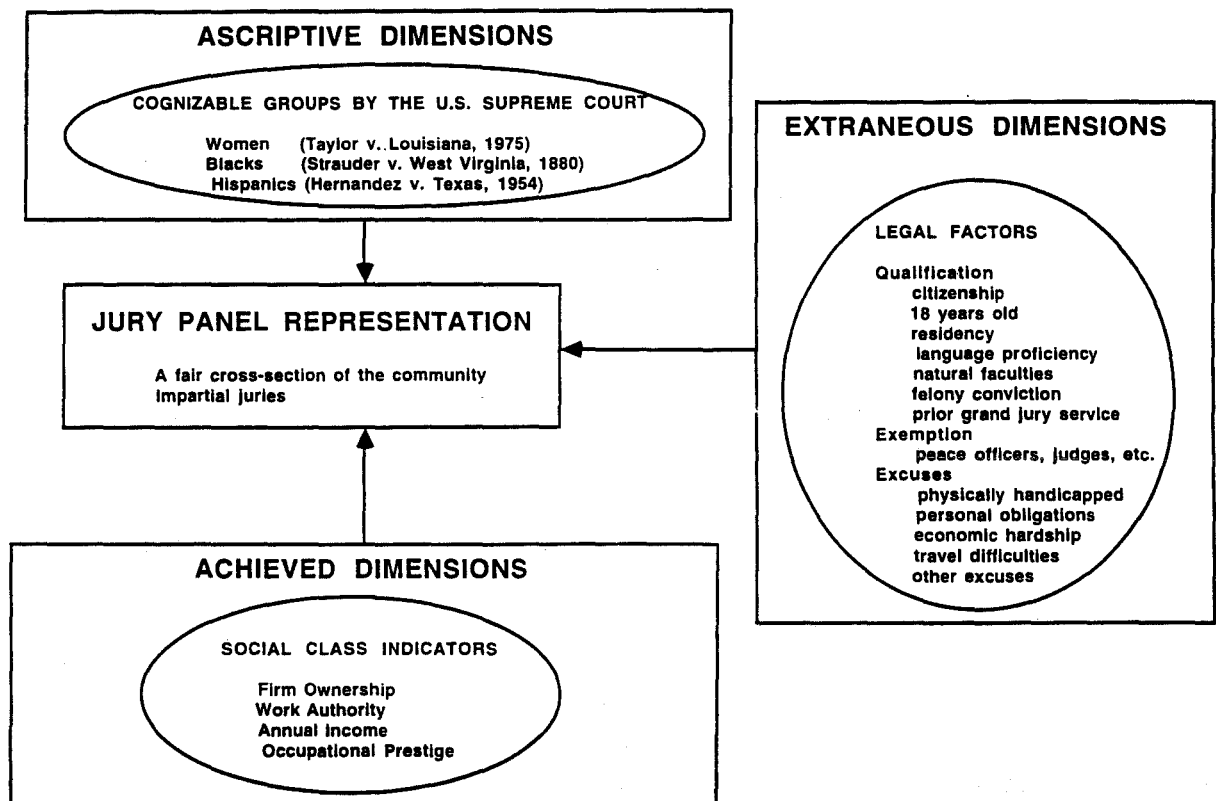 ASCRIPTIVE DIMENSIONS
COGNIZABLE GROUPS BY THE U.S. SUPREME COURT
Women (Taylor v. Louisiana, 1975)
Blacks (Strauder v. West Virginia, 1880)
Hispanics (Hernandez v. Texas, 1954)
JURY PANEL REPRESENTATION
A fair cross-section of the community
Impartial juries
ACHIEVED DIMENSIONS
SOCIAL CLASS INDICATORS
Firm Ownership
Work Authority
Annual Income
Occupational Prestige
EXTRANEOUS DIMENSIONS
LEGAL FACTORS
Qualification
citizenship
18 years old
residency
language proficiency
natural faculties
felony conviction
prior grand jury service
Exemption
peace officers, judges, etc.
Excuses
physically handicapped
personal obligations
economic hardship
travel difficulties
other excuses